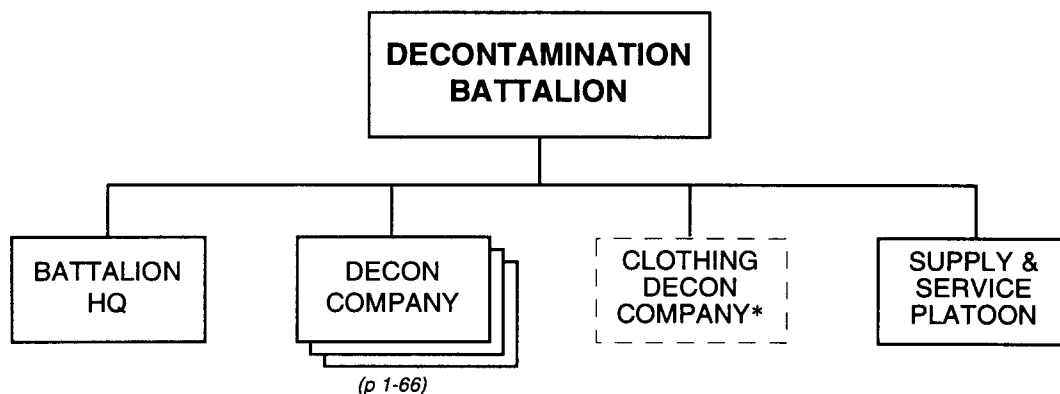 DECONTAMINATION
BATTALION
BATTALION
HQ
DECON
COMPANY
(p 1-66)
CLOTHING
DECON
COMPANY*
SUPPLY &
SERVICE
PLATOON